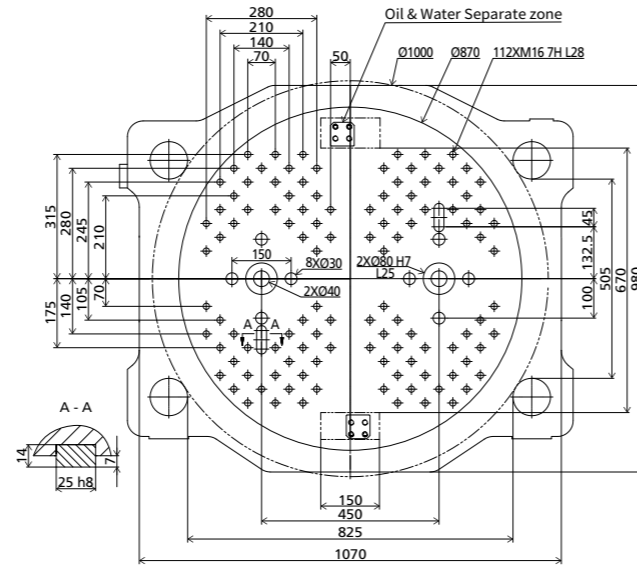 280
Oil & Water Separate zone
210
140
50
Ø1000
Ø870
112XM16 7H L28
70
315
280
245
210
45
132.5
150
8XØ30
2XØ80 H7
L25
2XØ40
505
670
980
175
140
105
70
100
A
A
A - A
14
7
25 h8
150
450
825
1070